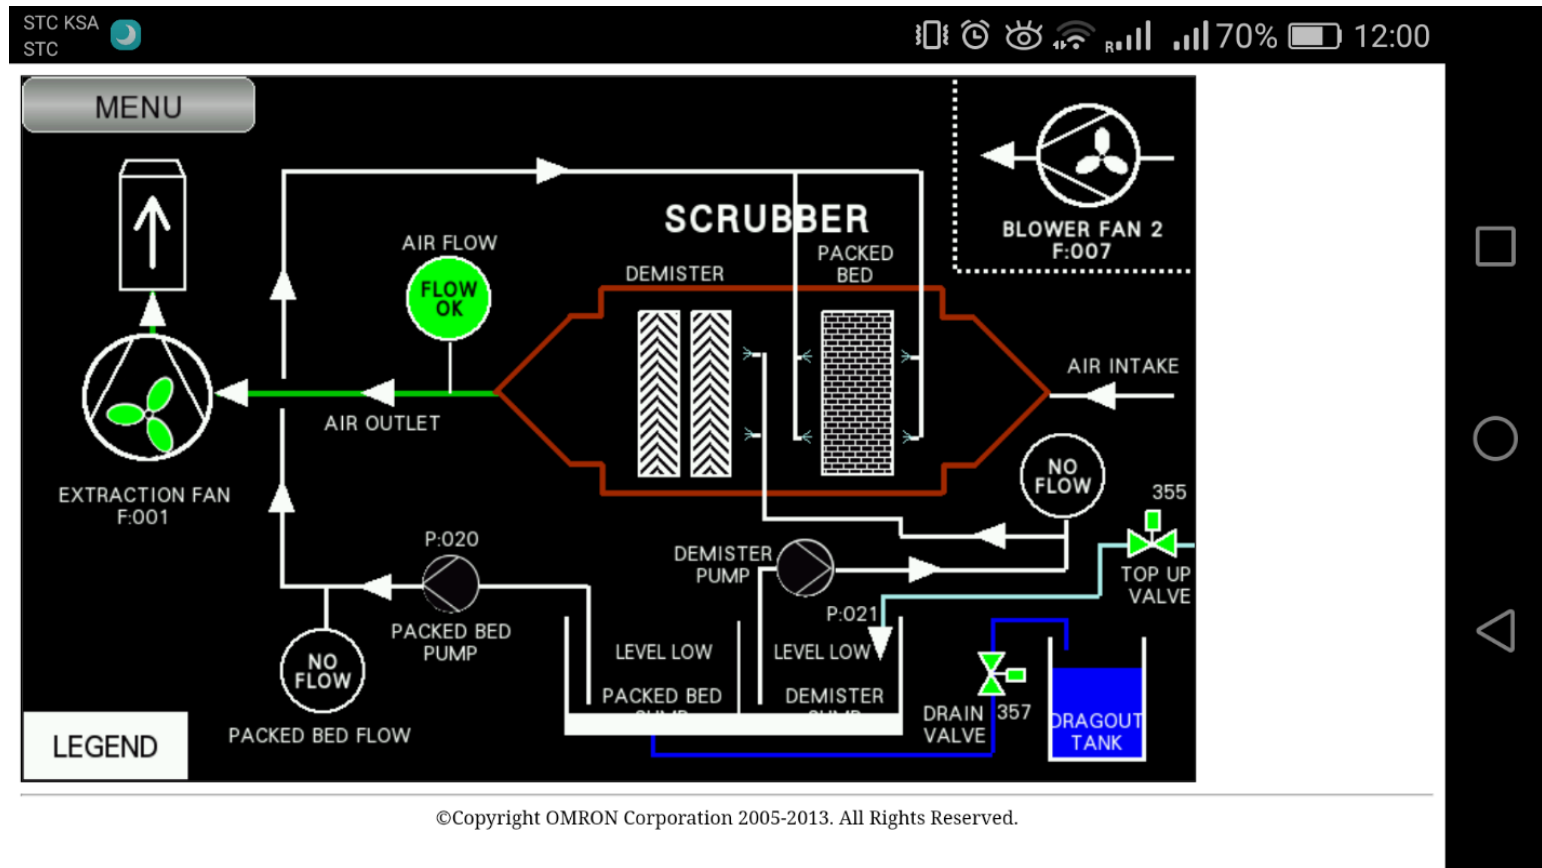 STC KSA
STC
R
70%
12:00
MENU
AIR FLOW
FLOW
OK
SCRUBBER
DEMISTER
PACKED
BED
BLOWER FAN 2
F:007
AIR INTAKE
AIR OUTLET
EXTRACTION FAN
F:001
NO
FLOW
355
TOP UP
VALVE
P:020
PACKED BED
PUMP
DEMISTER
PUMP
P:021
LEVEL LOW
LEVEL LOW
PACKED BED
SUMP
DEMISTER
SUMP
NO
FLOW
PACKED BED FLOW
DRAIN
VALVE
357
DRAGOUT
TANK
LEGEND
©Copyright OMRON Corporation 2005-2013. All Rights Reserved.